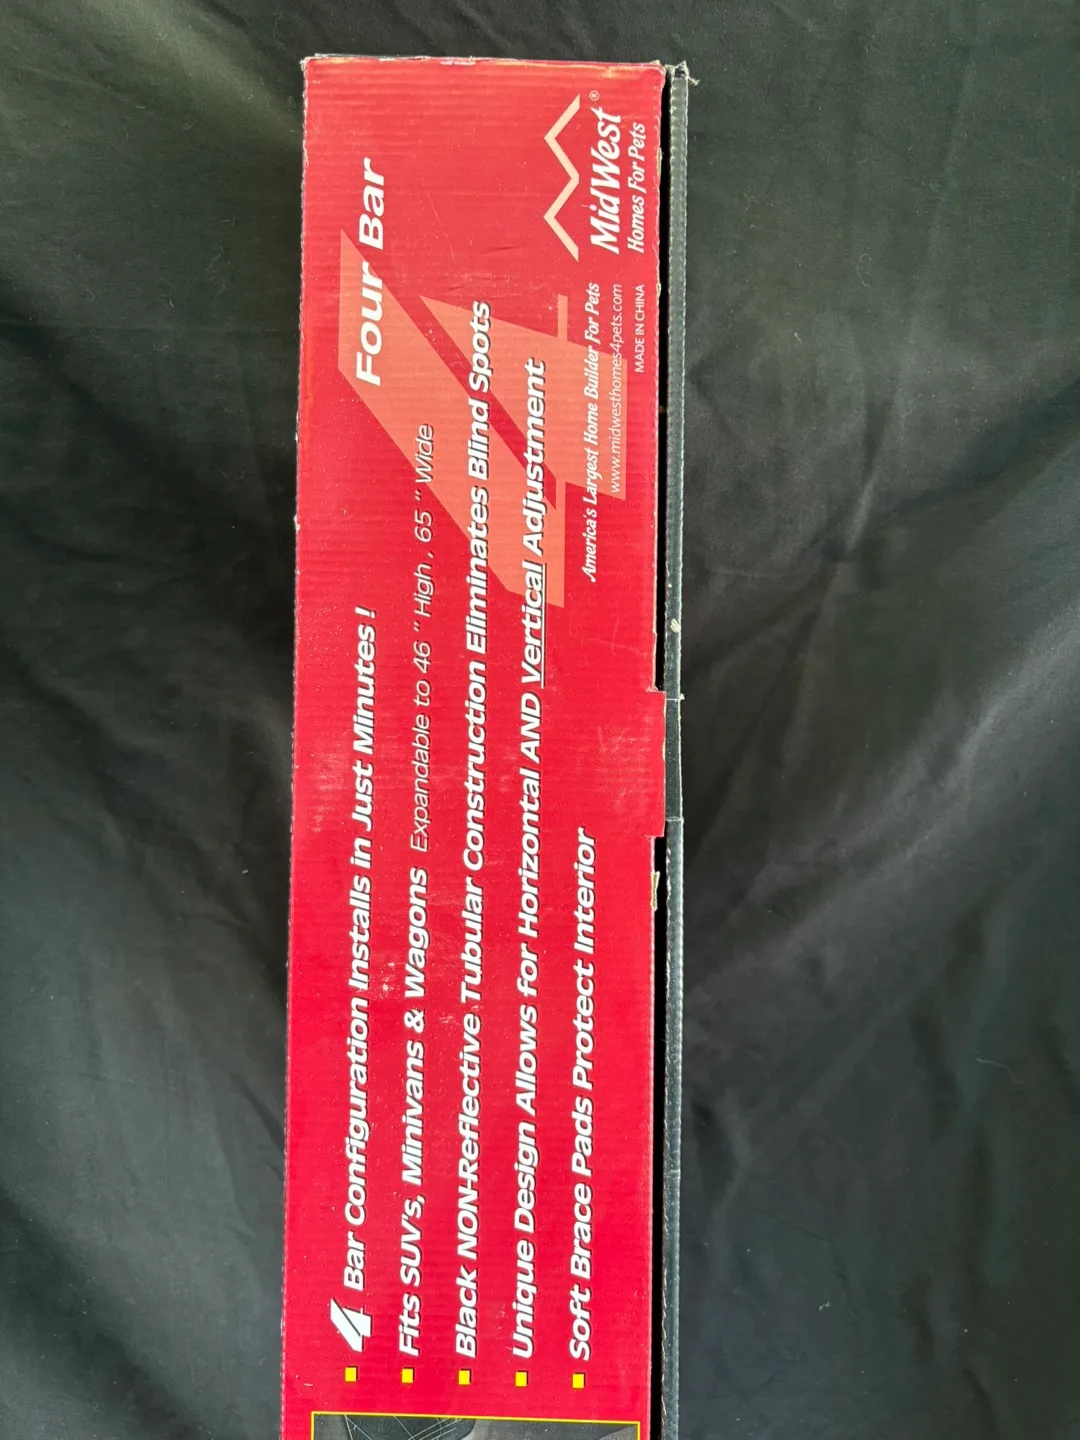 Four Bar
4
4 Bar Configuration Installs in Just Minutes !
Fits SUV's, Minivans & Wagons Expandable to 46 " High , 65 " Wide
Black NON-Reflective Tubular Construction Eliminates Blind Spots
Unique Design Allows for Horizontal AND Vertical Adjustment
Soft Brace Pads Protect Interior
America's Largest Home Builder For Pets
www.midwesthomes4pets.com
MADE IN CHINA
MidWest®
Homes For Pets